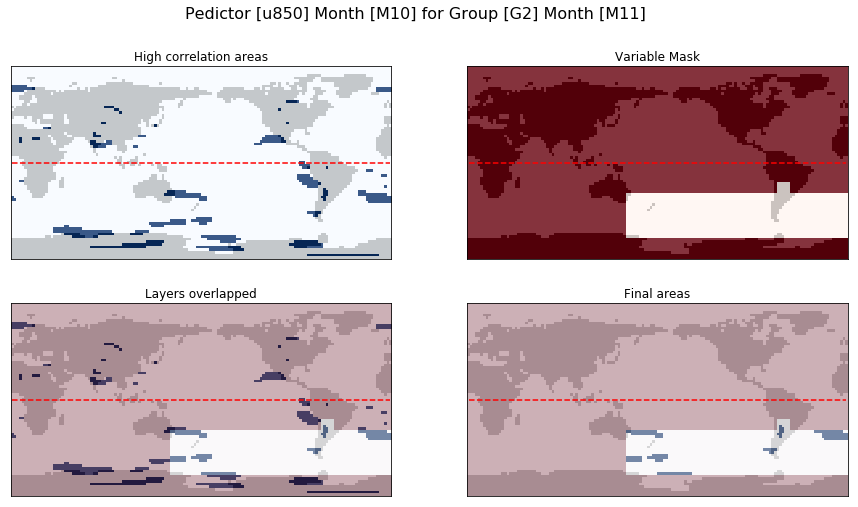 Pedictor [u850] Month [M10] for Group [G2] Month [M11]
High correlation areas
Variable Mask
Layers overlapped
Final areas